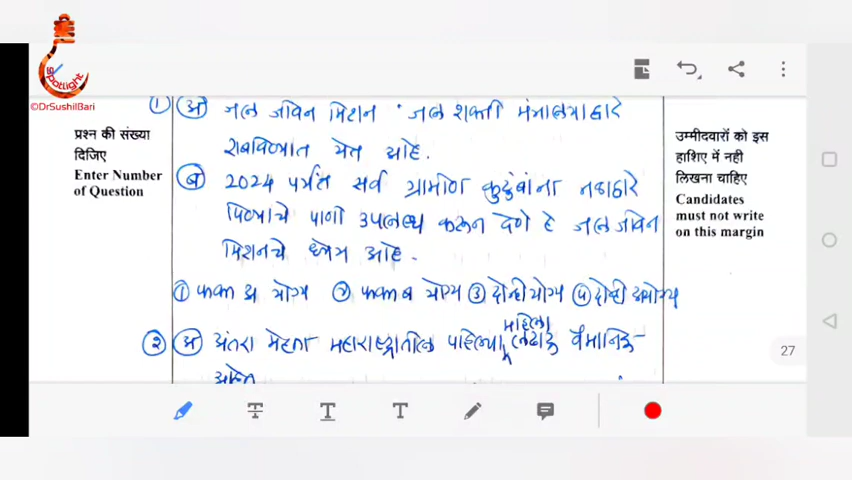 Spotlight
©DrSushilBari
प्रश्न की संख्या
दिजिए
Enter Number
of Question
① (अ) जल जीवन मिशन 'जल शक्ती मंत्रालयाद्वारे
राबविण्यात येत आहे.
(ब) 2024 पर्यंत सर्व ग्रामीण कुटुंबांना नळाद्वारे
पिण्याचे पाणी उपलब्ध करून देणे हे जल जीवन
मिशनचे ध्येय आहे.
① फक्त अ योग्य ② फक्त ब योग्य ③ दोन्ही योग्य ④ दोन्ही अयोग्य
② (अ) अंतरा मेहता महाराष्ट्रातील पहिल्या महिला लढाऊ वैमानिक
आहेत
उम्मीदवारों को इस
हाशिए में नही
लिखना चाहिए
Candidates
must not write
on this margin
27